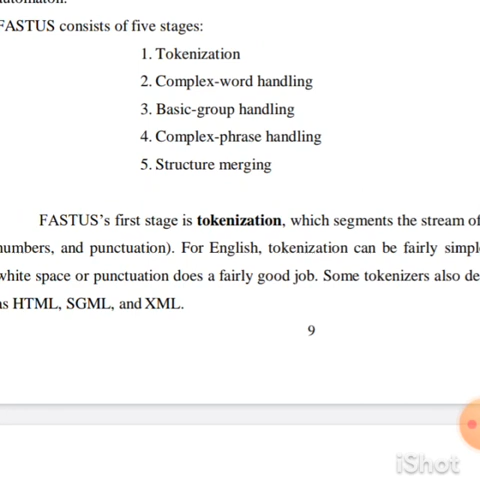 FASTUS consists of five stages:
1. Tokenization
2. Complex-word handling
3. Basic-group handling
4. Complex-phrase handling
5. Structure merging
FASTUS's first stage is tokenization, which segments the stream of
numbers, and punctuation). For English, tokenization can be fairly
white space or punctuation does a fairly good job. Some tokenizers also
as HTML, SGML, and XML.
9
iShot